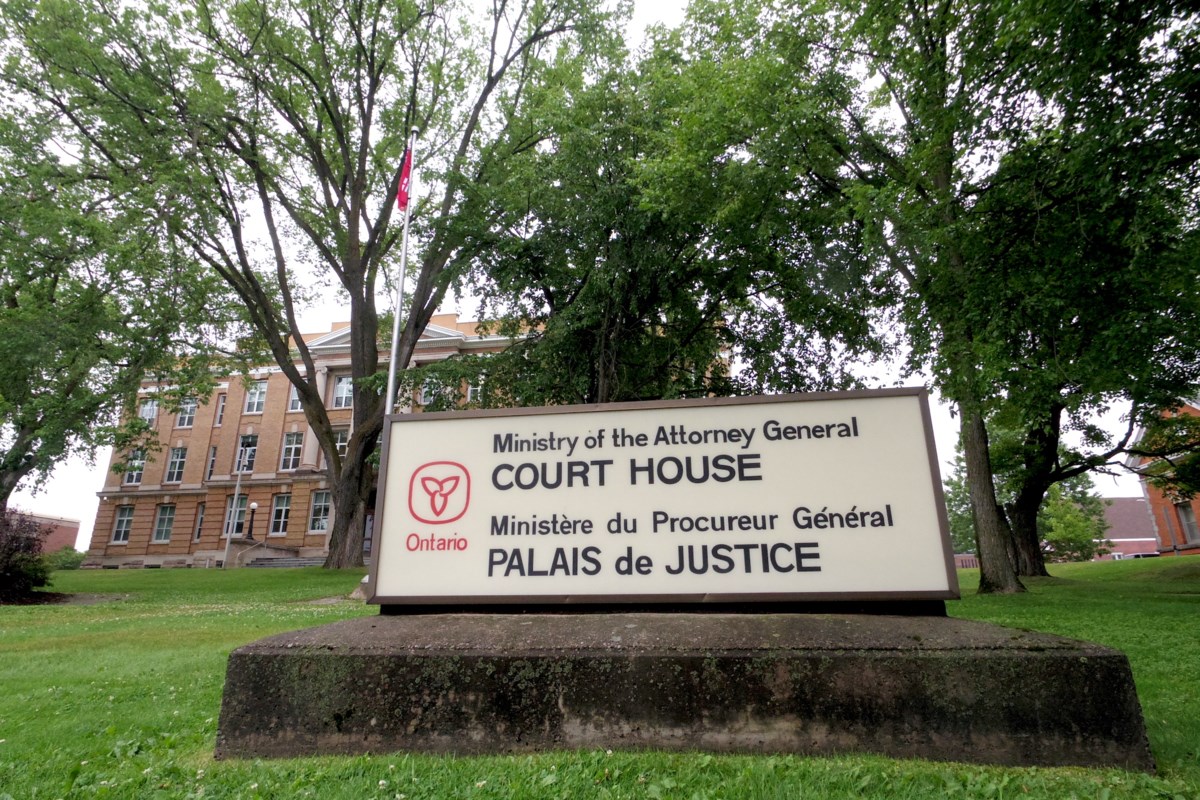 Ministry of the Attorney General
COURT HOUSE
Ontario
Ministère du Procureur Général
PALAIS de JUSTICE